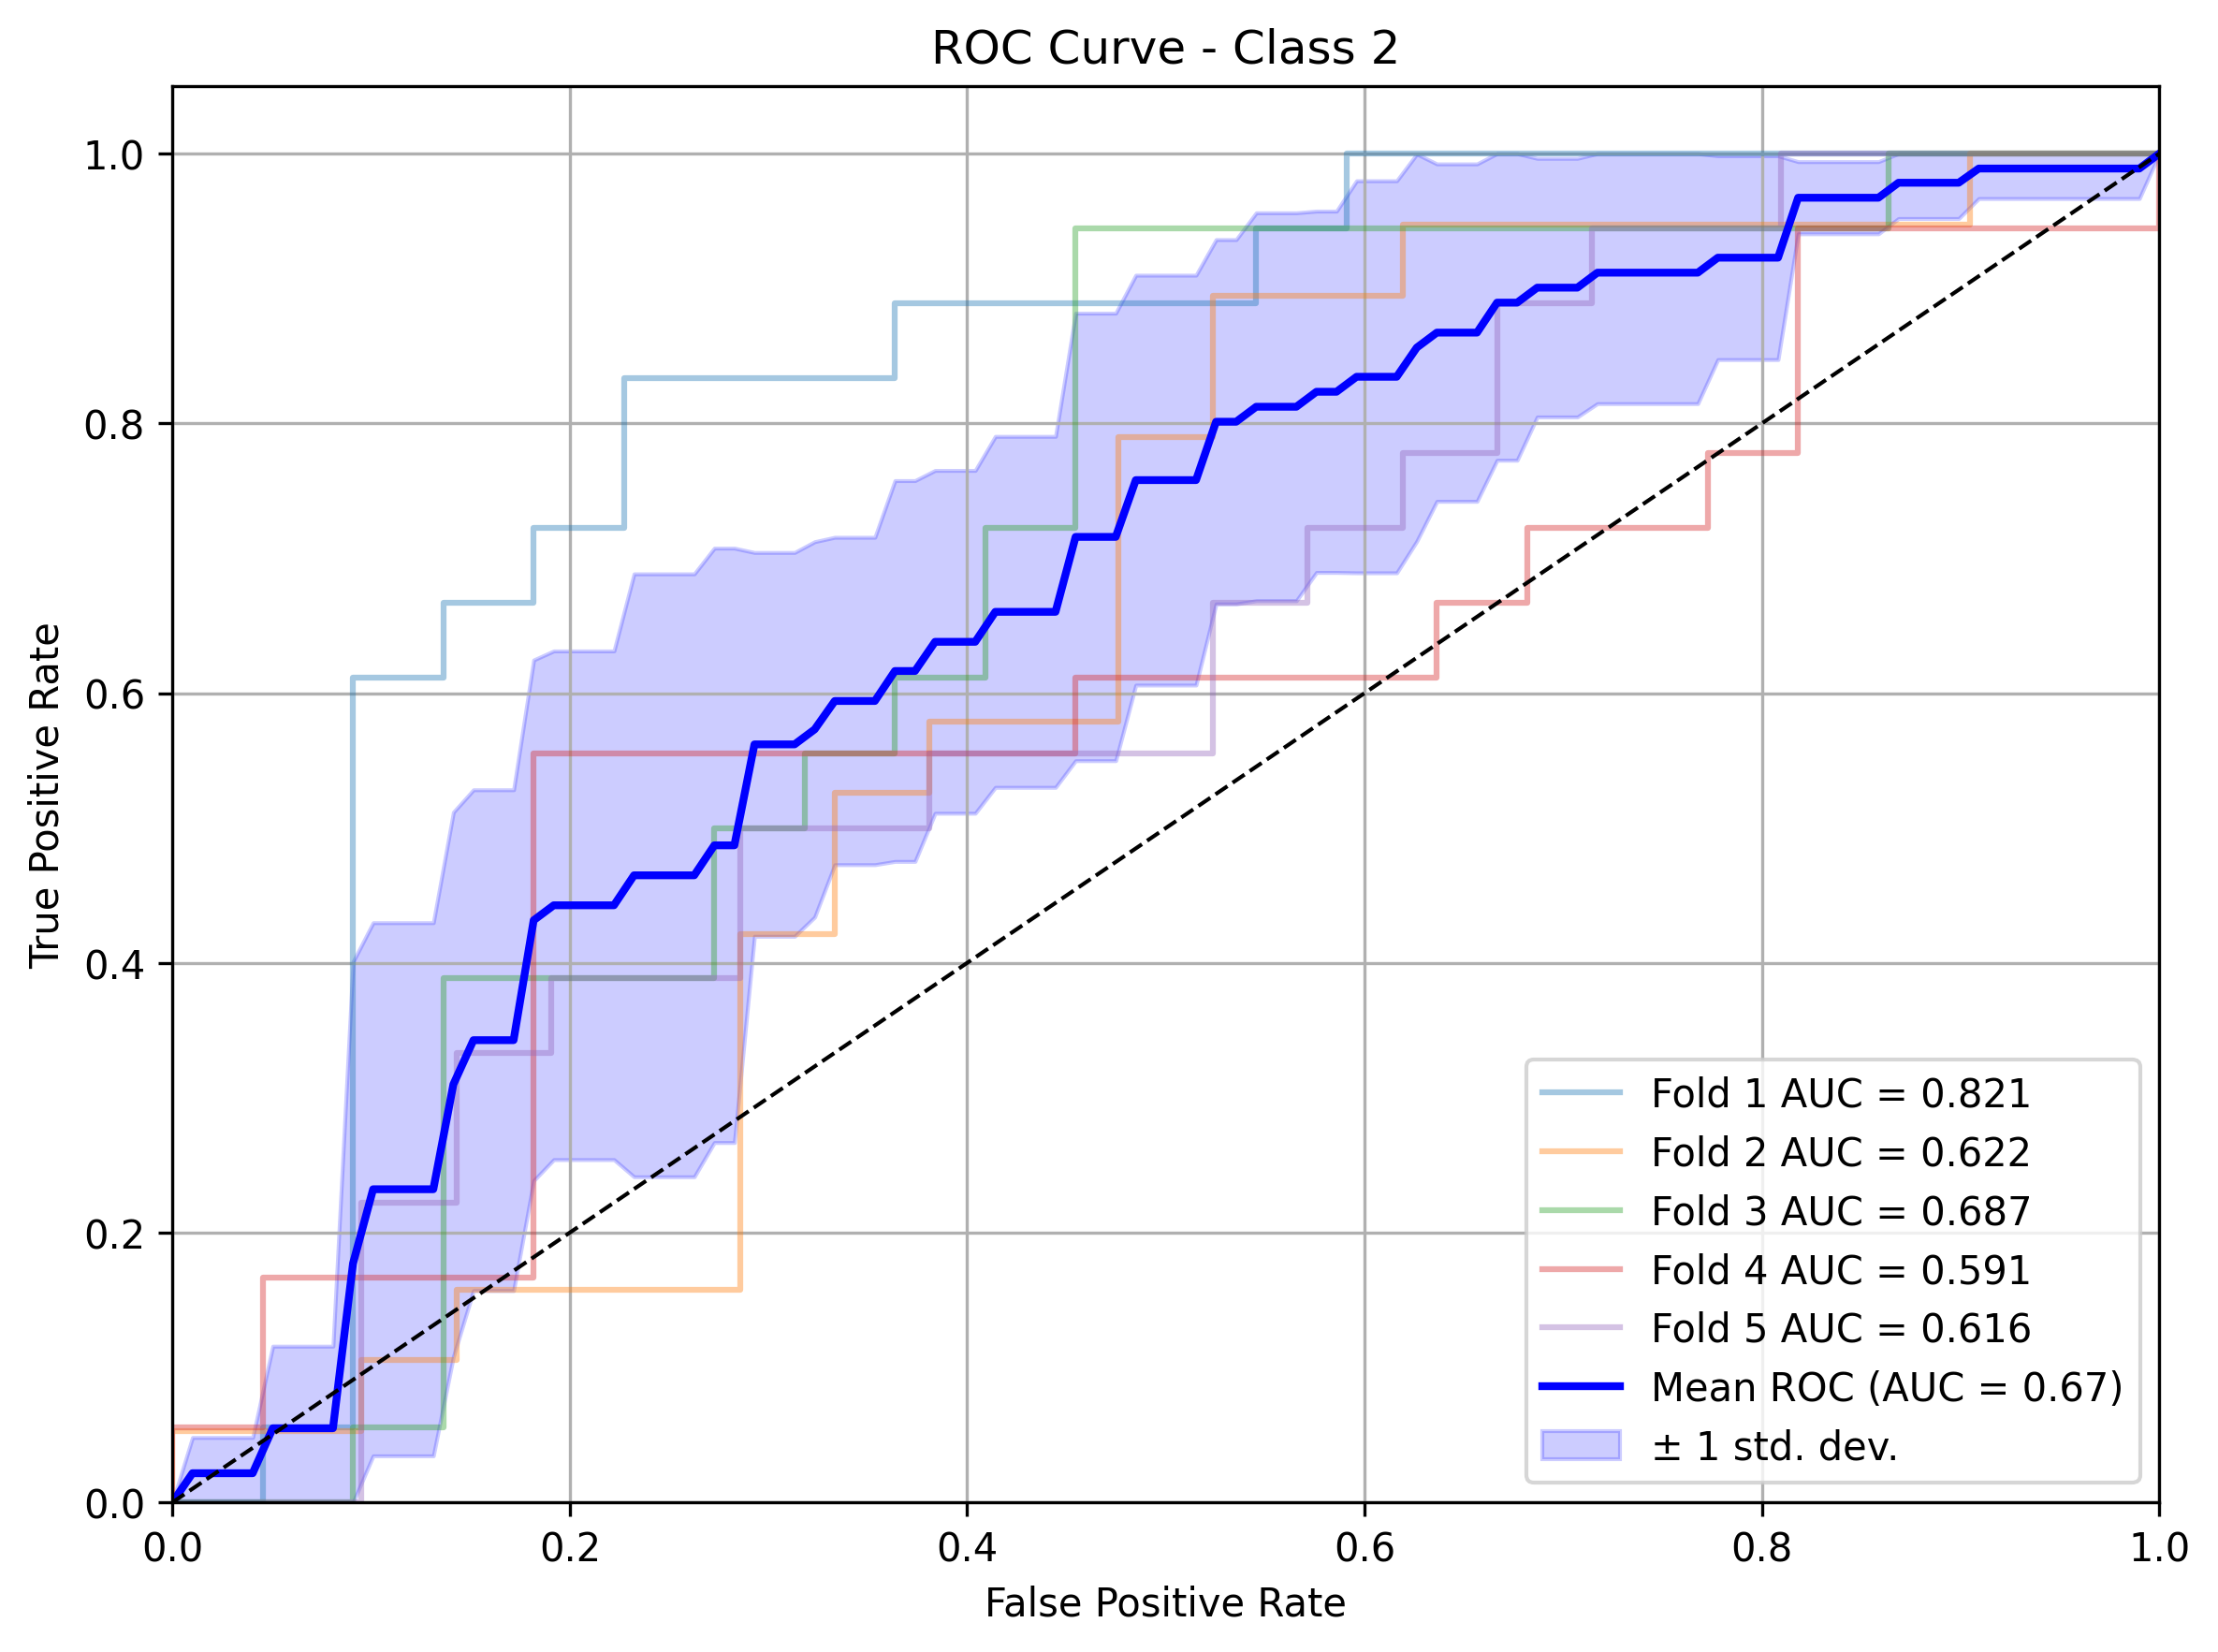 ROC Curve - Class 2
True Positive Rate
1.0
0.8
0.6
0.4
0.2
0.0
0.0 0.2 0.4 0.6 0.8 1.0
False Positive Rate
Fold 1 AUC = 0.821
Fold 2 AUC = 0.622
Fold 3 AUC = 0.687
Fold 4 AUC = 0.591
Fold 5 AUC = 0.616
Mean ROC (AUC = 0.67)
± 1 std. dev.